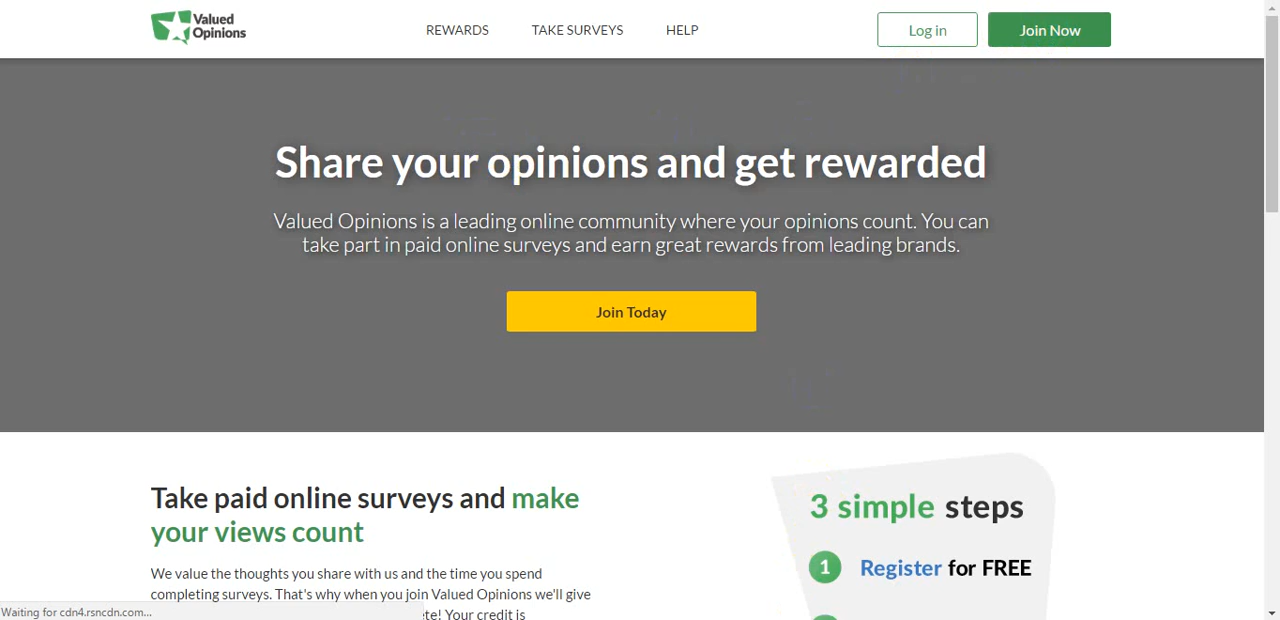 Valued
Opinions
REWARDS
TAKE SURVEYS
HELP
Log in
Join Now
Share your opinions and get rewarded
Valued Opinions is a leading online community where your opinions count. You can
take part in paid online surveys and earn great rewards from leading brands.
Join Today
Take paid online surveys and make
your views count
We value the thoughts you share with us and the time you spend
completing surveys. That's why when you join Valued Opinions we'll give
ete! Your credit is
3 simple steps
1 Register for FREE
Waiting for cdn4.rsncdn.com...